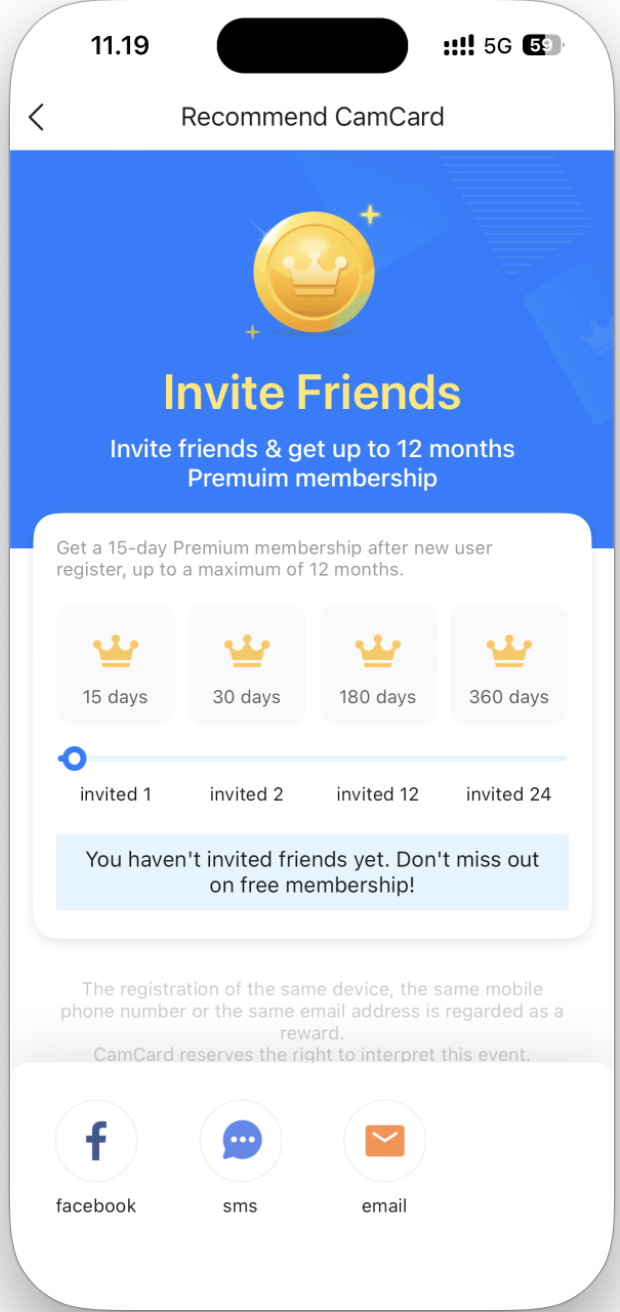 11.19
5G 59
Recommend CamCard
Invite Friends
Invite friends & get up to 12 months
Premuim membership
Get a 15-day Premium membership after new user
register, up to a maximum of 12 months.
15 days
30 days
180 days
360 days
invited 1
invited 2
invited 12
invited 24
You haven't invited friends yet. Don't miss out
on free membership!
The registration of the same device, the same mobile
phone number or the same email address is regarded as a
reward.
CamCard reserves the right to interpret this event.
facebook
sms
email